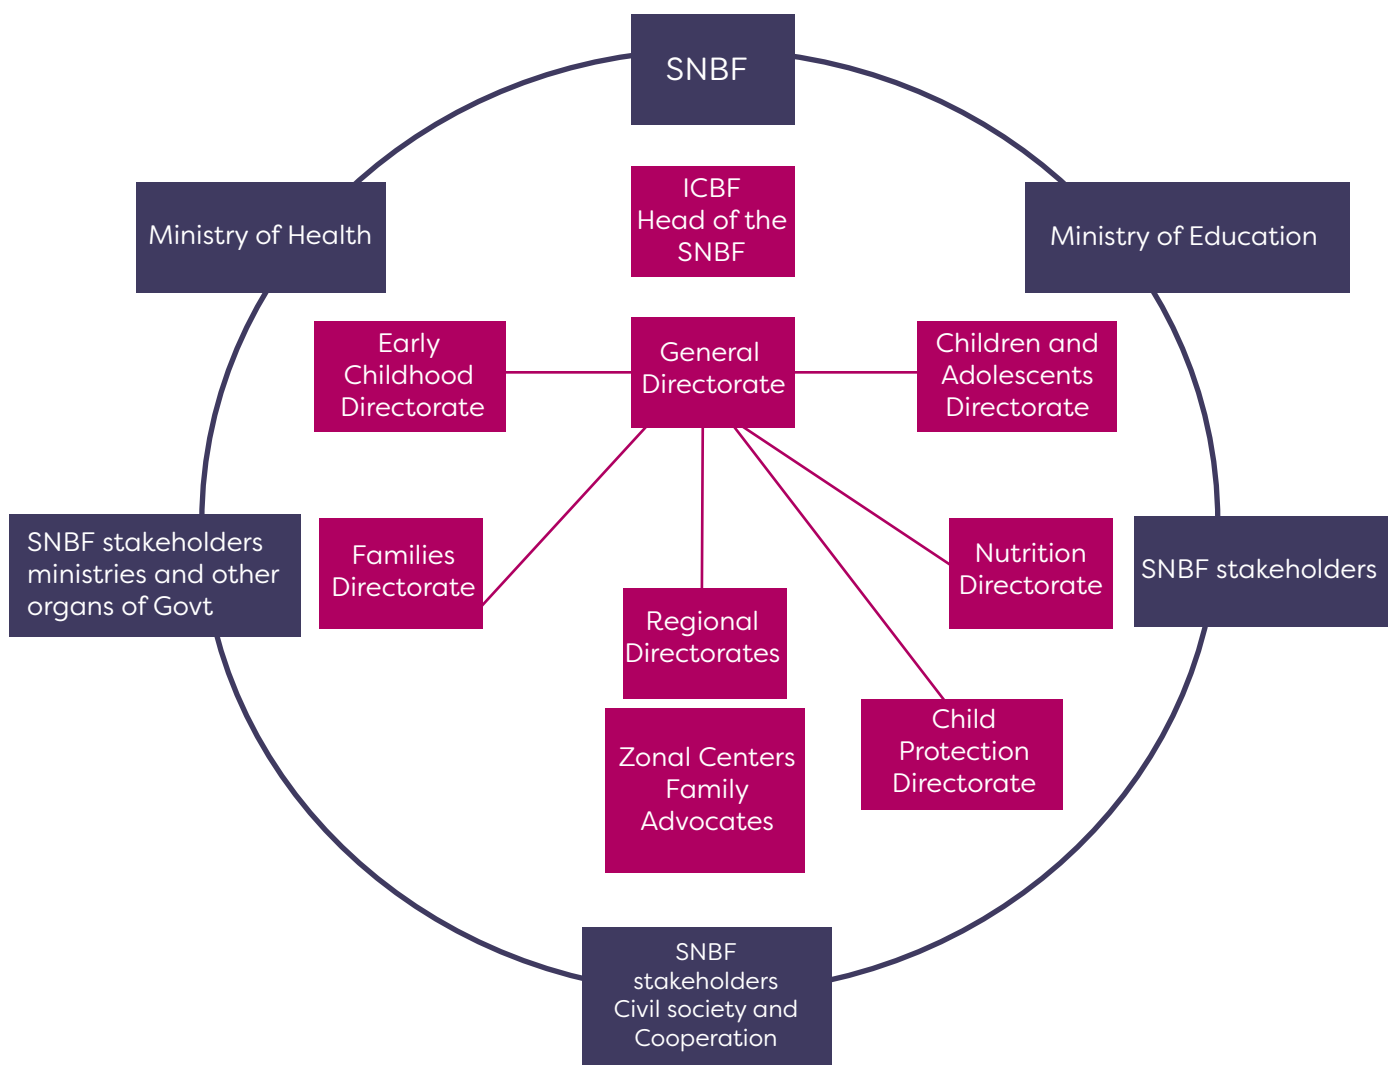 SNBF
ICBF
Head of the
SNBF
Ministry of Health
Ministry of Education
Early
Childhood
Directorate
General
Directorate
Children and
Adolescents
Directorate
SNBF stakeholders
ministries and other
organs of Govt
Families
Directorate
Nutrition
Directorate
SNBF stakeholders
Regional
Directorates
Zonal Centers
Family
Advocates
Child
Protection
Directorate
SNBF
stakeholders
Civil society and
Cooperation